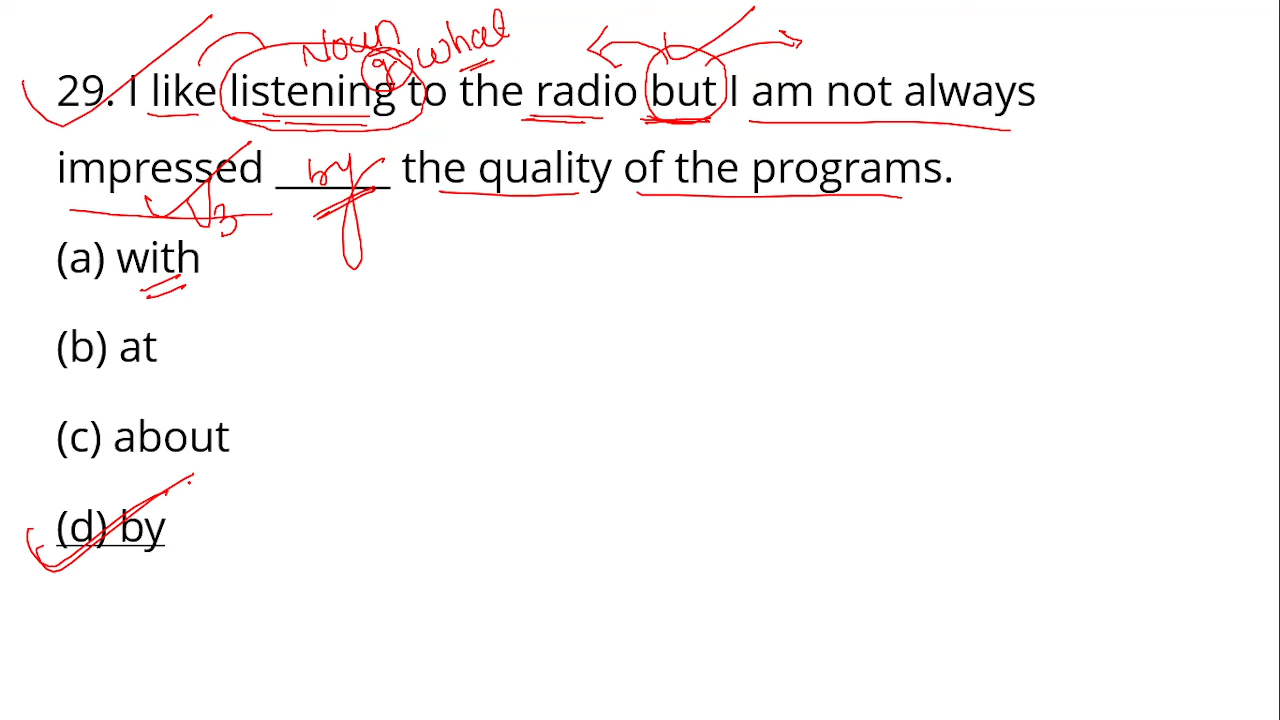 Noun what
29. I like listening to the radio but I am not always
impressed by the quality of the programs.
V3
(a) with
(b) at
(c) about
(d) by